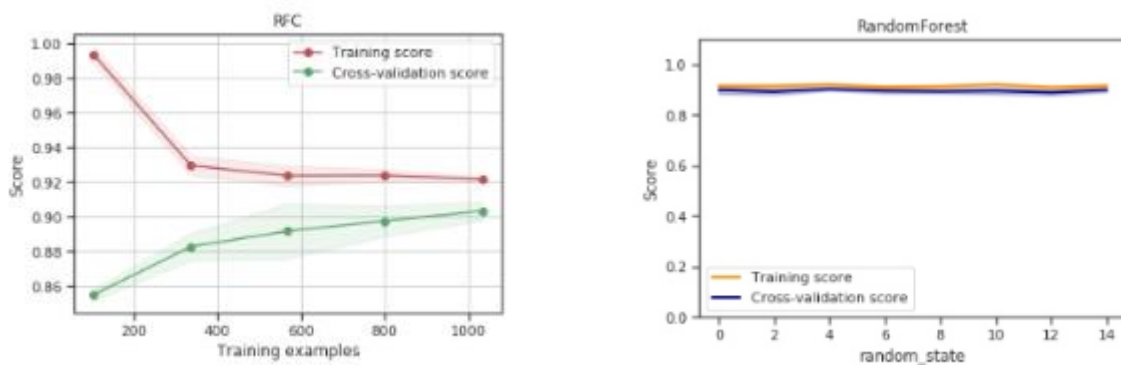 RFC
1.00
0.98
0.96
0.94
0.92
0.90
0.88
0.86
Score
Training score
Cross-validation score
200
400
600
800
1000
Training examples
RandomForest
1.0
0.8
0.6
0.4
0.2
0.0
Score
Training score
Cross-validation score
0
2
4
6
8
10
12
14
random_state